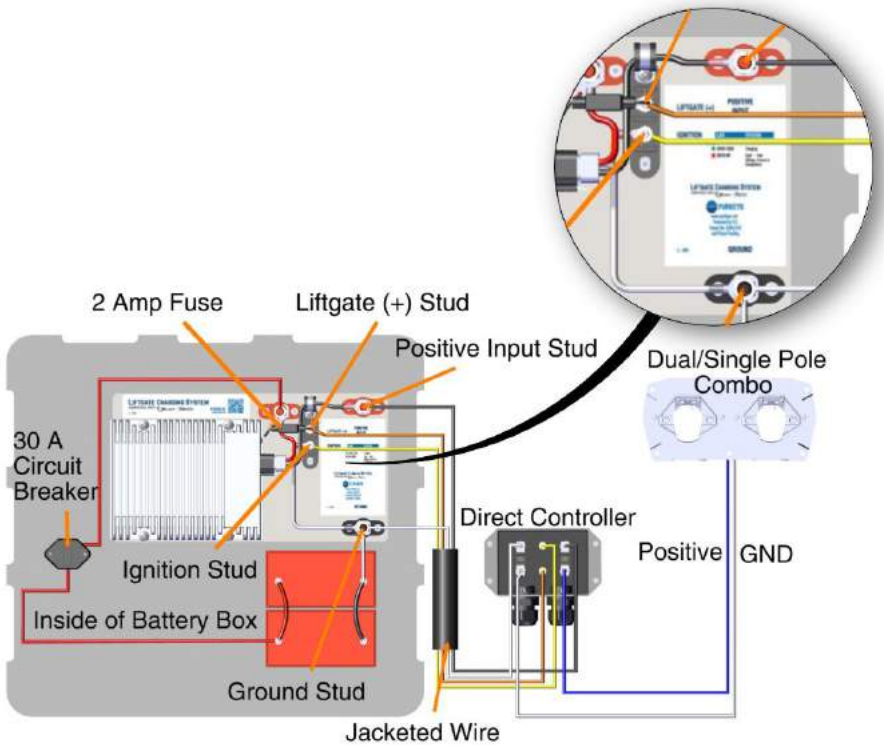 LIFTGATE (+)
POSITIVE
INPUT
IGNITION
LIFTGATE CHARGING SYSTEM
PURKEYS
GROUND
2 Amp Fuse
Liftgate (+) Stud
Positive Input Stud
Dual/Single Pole
Combo
LIFTGATE CHARGING SYSTEM
30 A
Circuit
Breaker
Direct Controller
Ignition Stud
Positive
GND
Inside of Battery Box
Ground Stud
Jacketed Wire